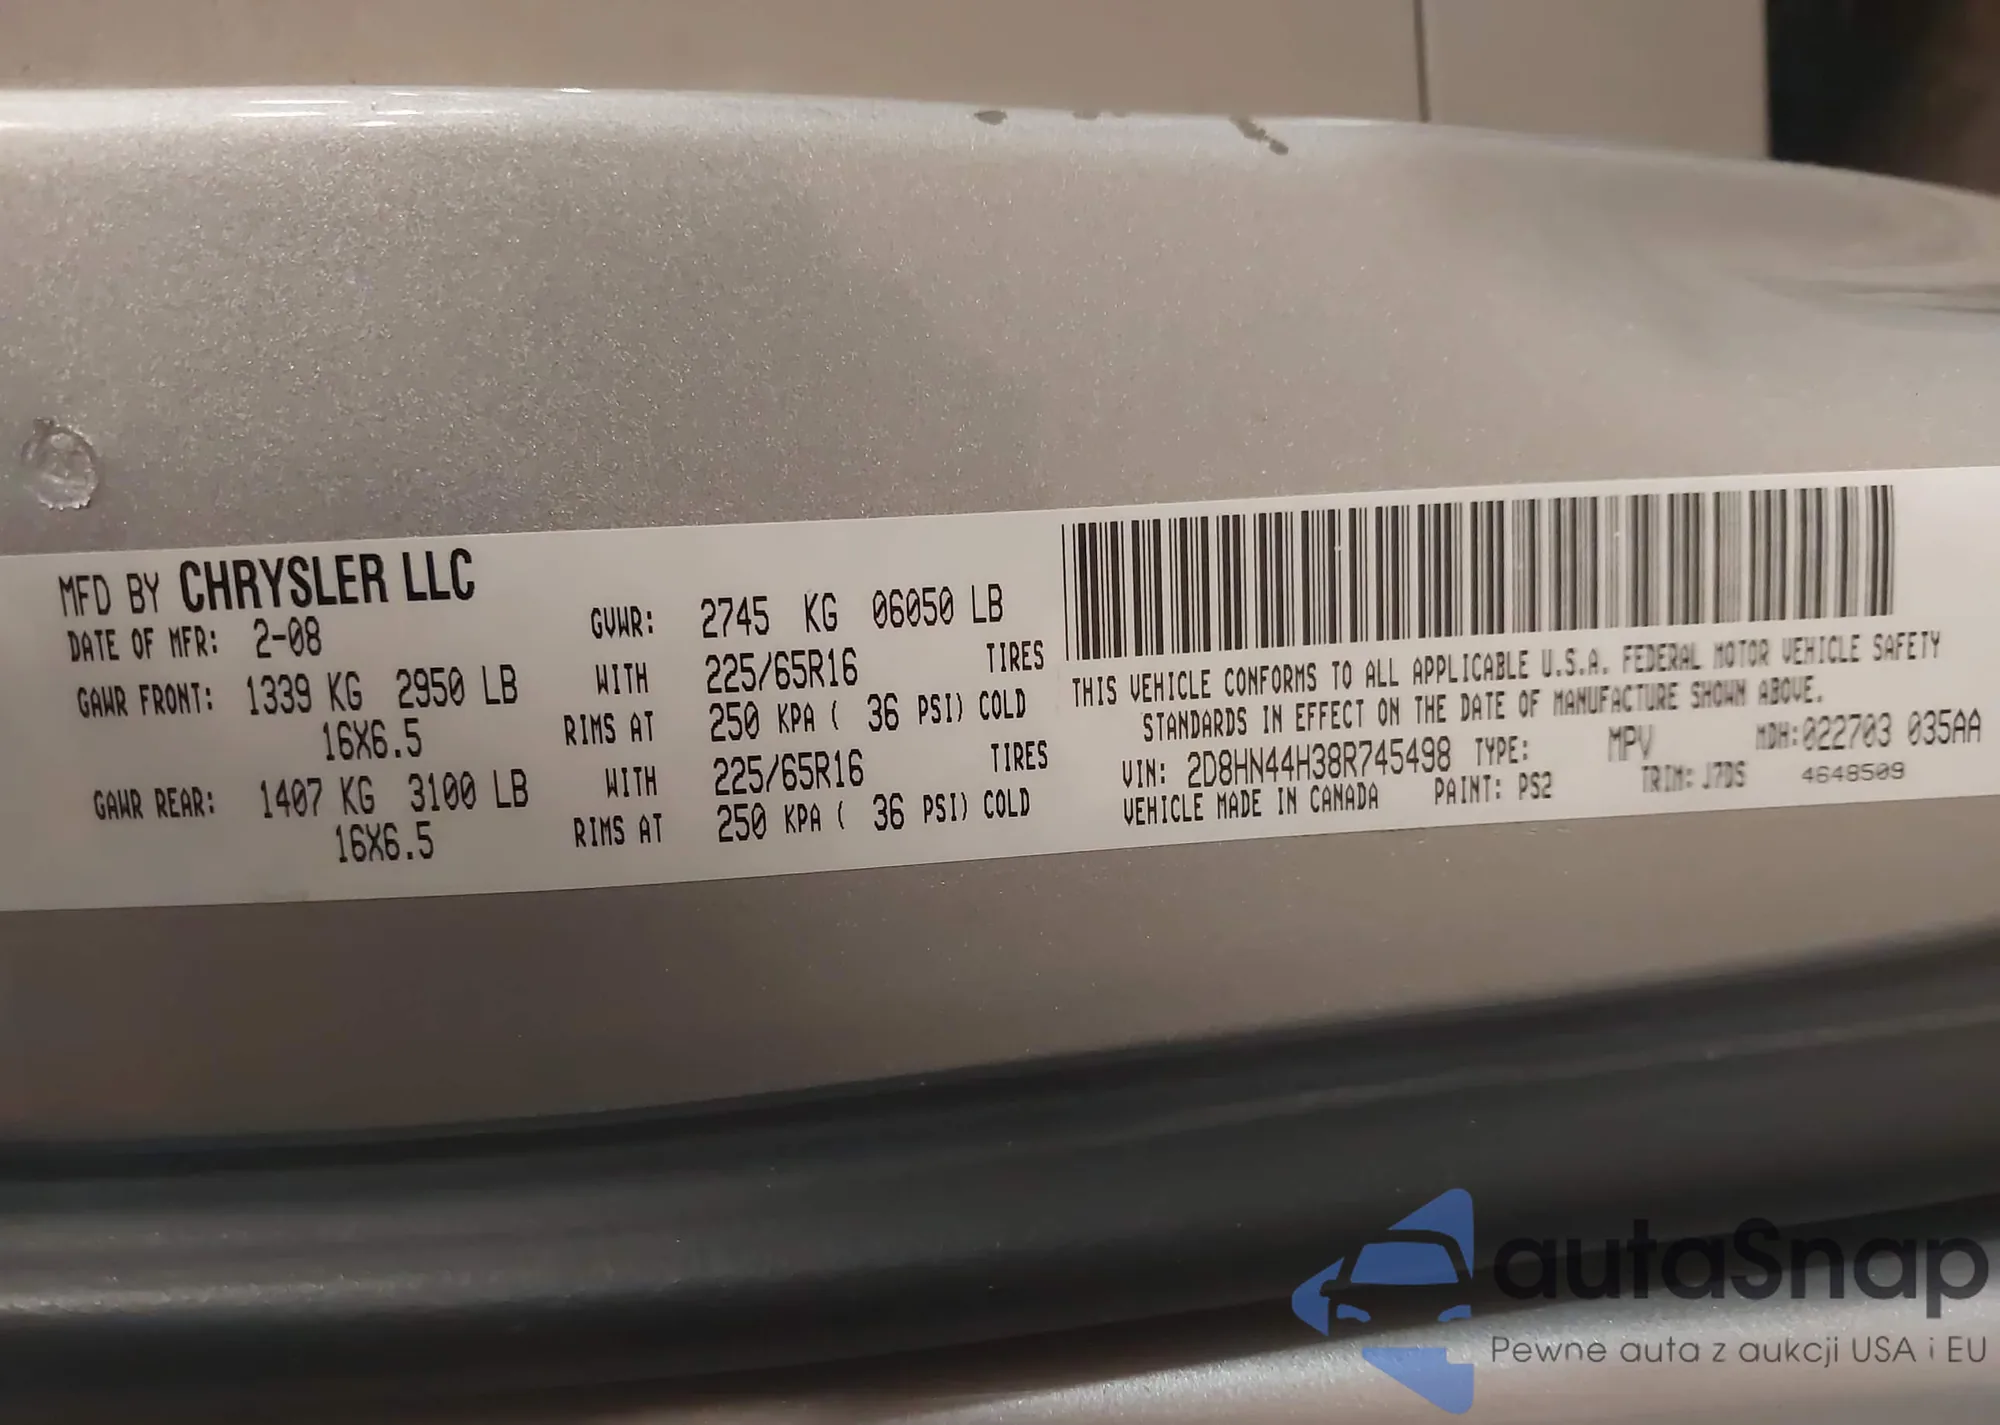 MFD BY CHRYSLER LLC
DATE OF MFR: 2-08
GVWR: 2745 KG 06050 LB
GAWR FRONT: 1339 KG 2950 LB WITH 225/65R16 TIRES
16X6.5 RIMS AT 250 KPA ( 36 PSI) COLD
GAWR REAR: 1407 KG 3100 LB WITH 225/65R16 TIRES
16X6.5 RIMS AT 250 KPA ( 36 PSI) COLD
THIS VEHICLE CONFORMS TO ALL APPLICABLE U.S.A. FEDERAL MOTOR VEHICLE SAFETY
STANDARDS IN EFFECT ON THE DATE OF MANUFACTURE SHOWN ABOVE.
VIN: 2D8HN44H38R745498 TYPE: MPV MDH:022703 035AA
VEHICLE MADE IN CANADA PAINT: PS2 TRIM: J7DS 4648509
autaSnap
Pewne auta z aukcji USA i EU